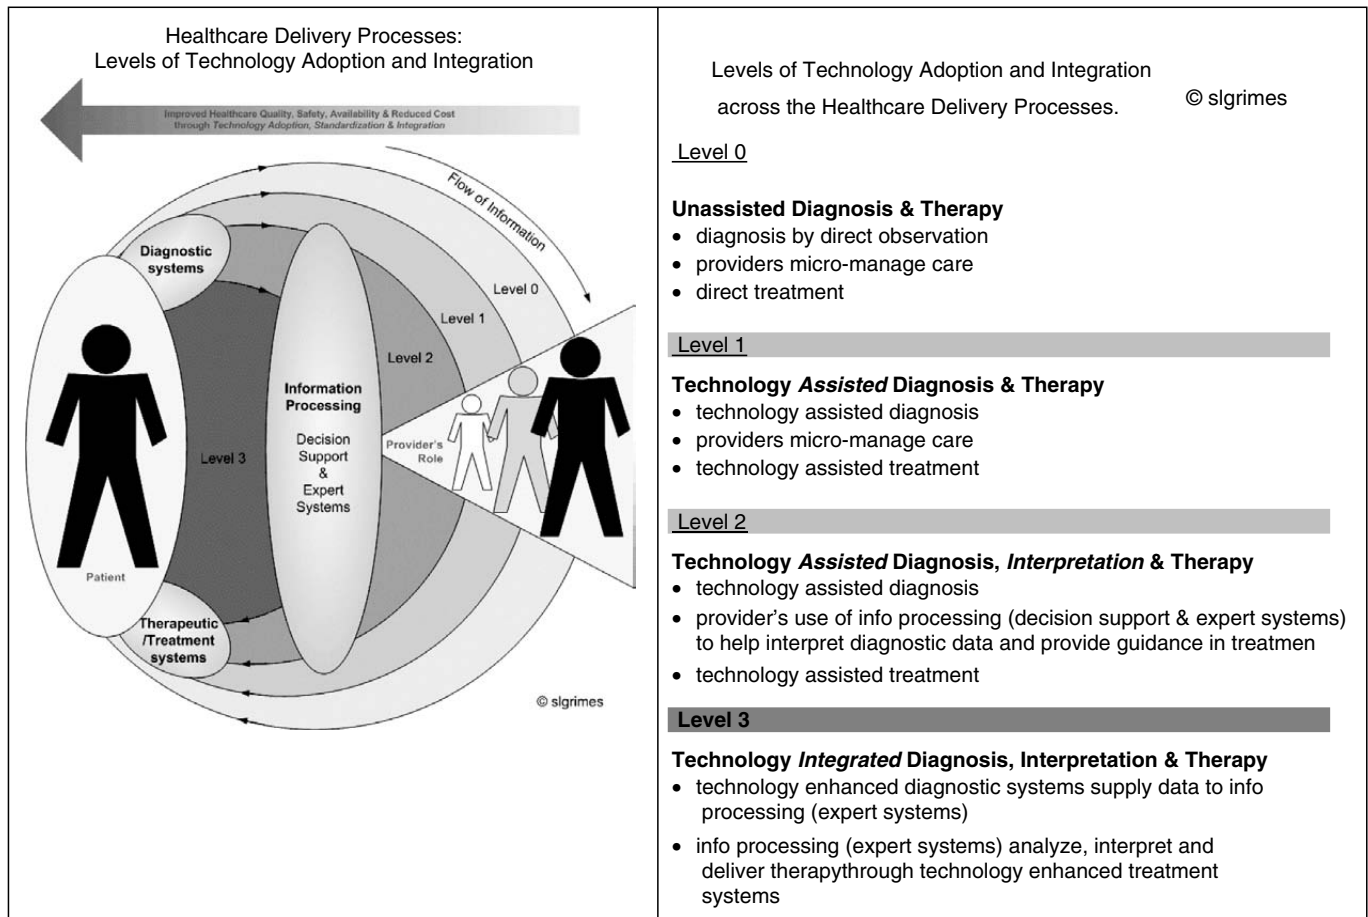 Healthcare Delivery Processes:
Levels of Technology Adoption and Integration
Improved Healthcare Quality, Safety, Availability & Reduced Cost
through Technology Adoption, Standardization & Integration
Flow of Information
Diagnostic
systems
Level 0
Level 1
Level 2
Information
Processing
Decision
Support
&
Expert
Systems
Provider's
Role
Level 3
Patient
Therapeutic
/Treatment
systems
© slgrimes
Levels of Technology Adoption and Integration
across the Healthcare Delivery Processes.
© slgrimes
Level 0
Unassisted Diagnosis & Therapy
• diagnosis by direct observation
• providers micro-manage care
• direct treatment
Level 1
Technology Assisted Diagnosis & Therapy
• technology assisted diagnosis
• providers micro-manage care
• technology assisted treatment
Level 2
Technology Assisted Diagnosis, Interpretation & Therapy
• technology assisted diagnosis
• provider's use of info processing (decision support & expert systems)
to help interpret diagnostic data and provide guidance in treatmen
• technology assisted treatment
Level 3
Technology Integrated Diagnosis, Interpretation & Therapy
• technology enhanced diagnostic systems supply data to info
processing (expert systems)
• info processing (expert systems) analyze, interpret and
deliver therapythrough technology enhanced treatment
systems